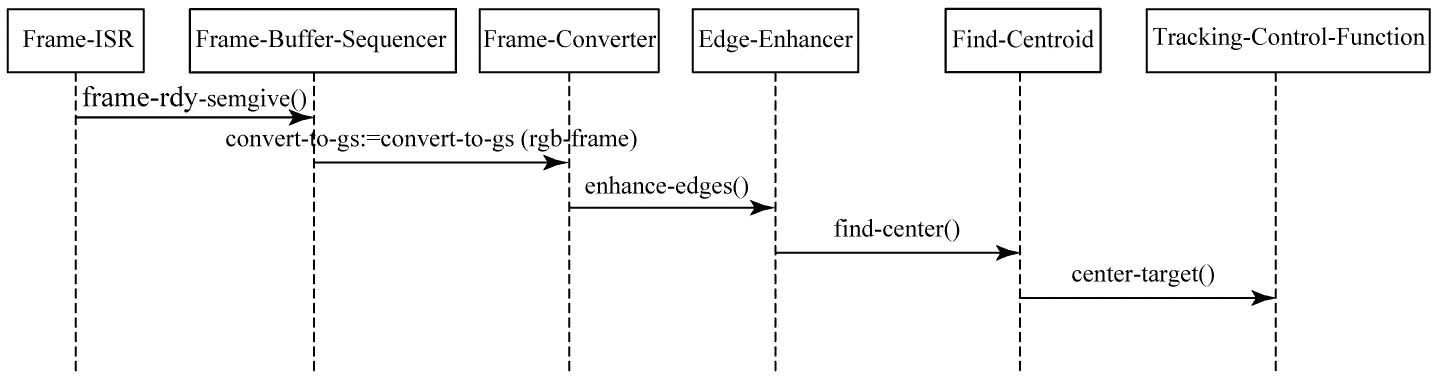 Frame-ISR
Frame-Buffer-Sequencer
Frame-Converter
Edge-Enhancer
Find-Centroid
Tracking-Control-Function
frame-rdy-semgive()
convert-to-gs:=convert-to-gs (rgb-frame)
enhance-edges()
find-center()
center-target()